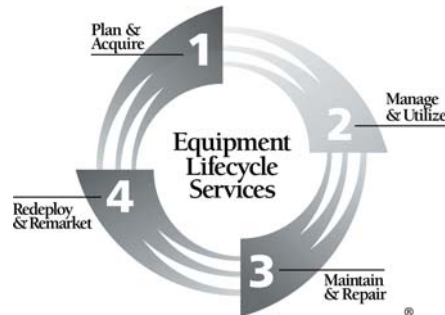 Plan &
Acquire
1
Manage
& Utilize
2
Equipment
Lifecycle
Services
4
Redeploy
& Remarket
3
Maintain
& Repair
®